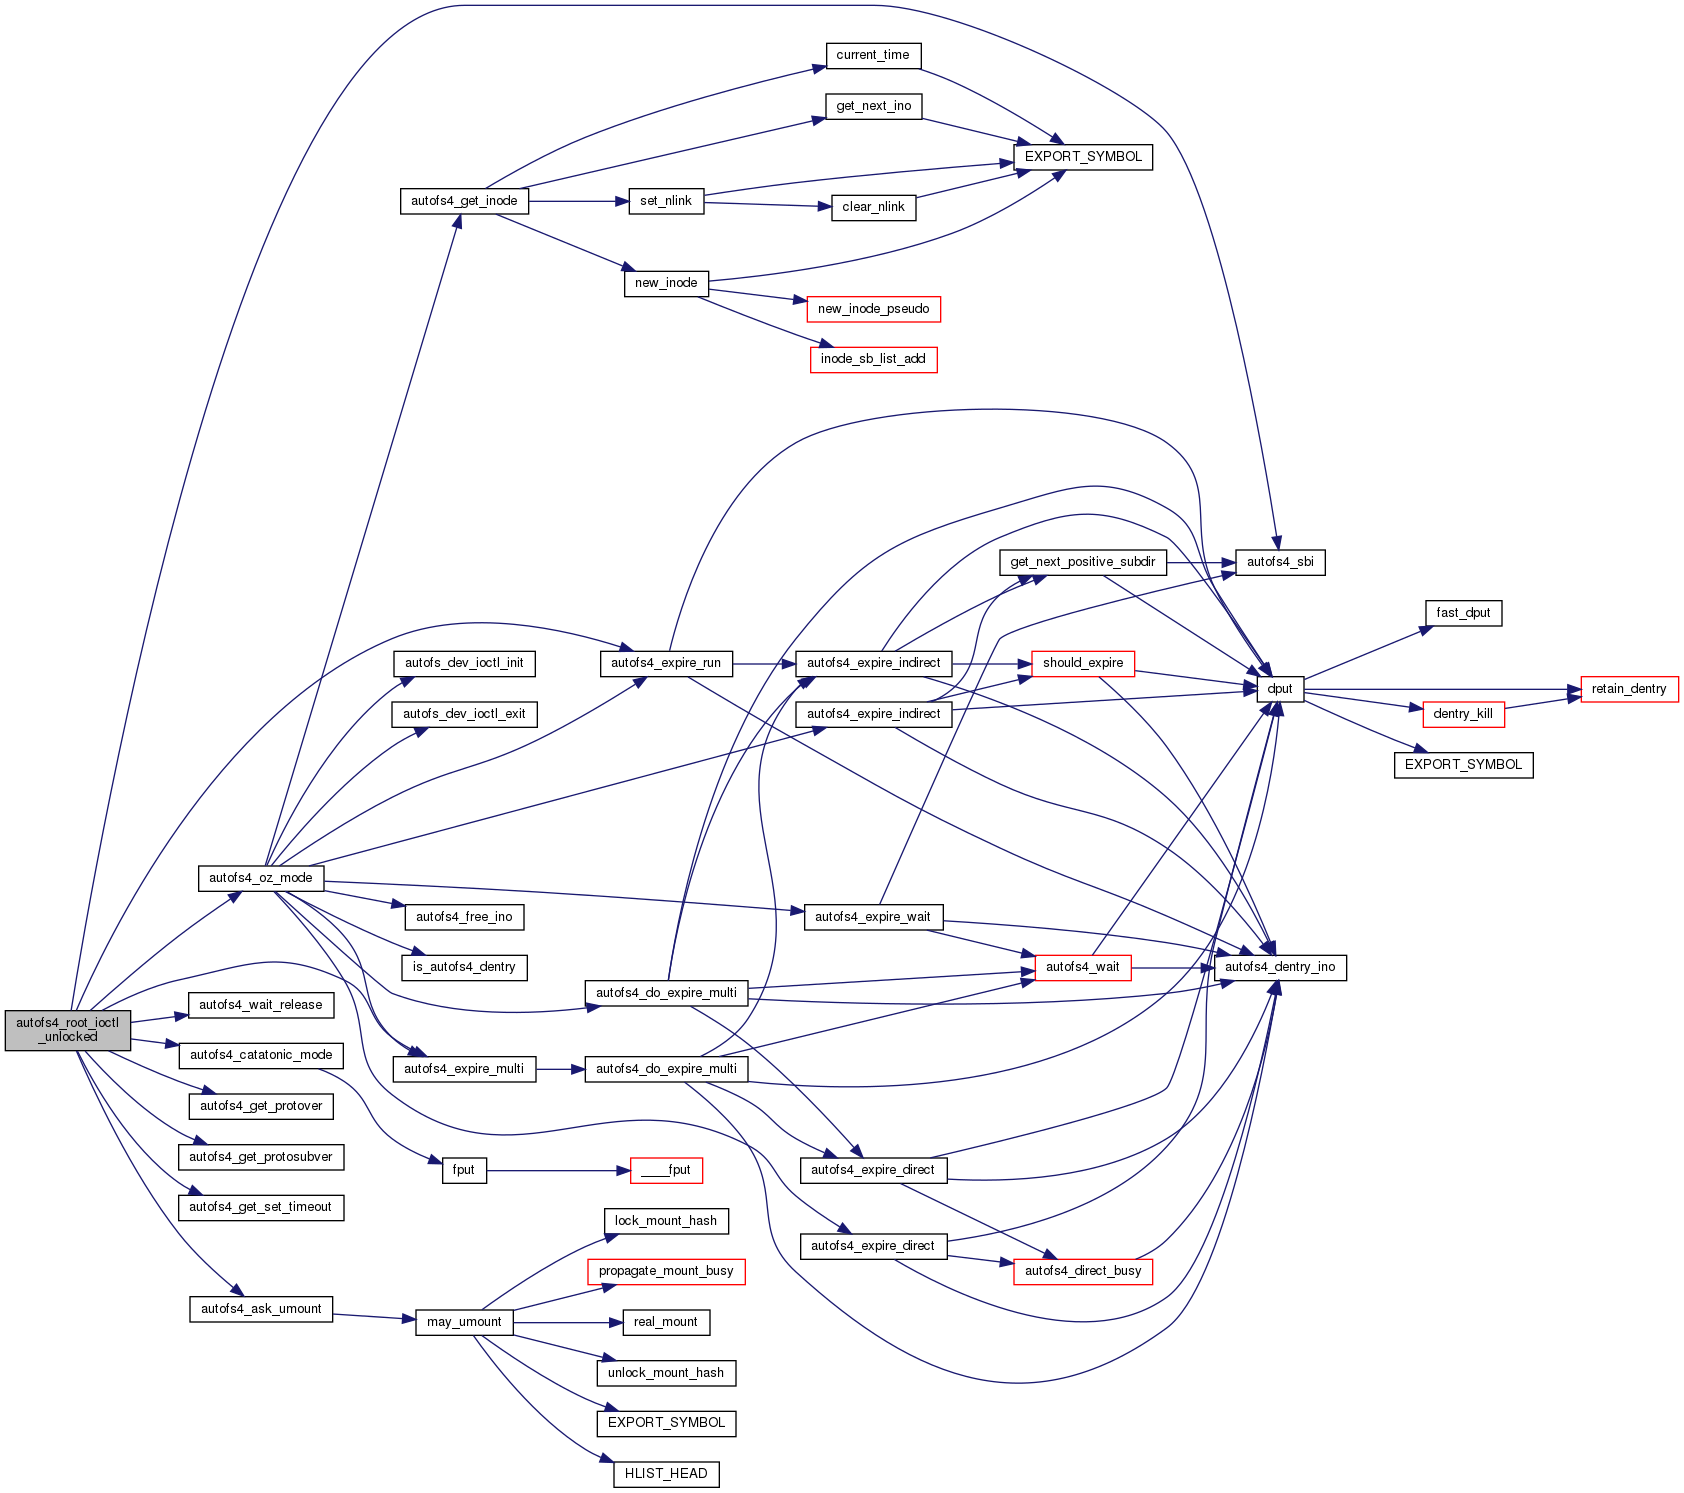 current_time
get_next_ino
EXPORT_SYMBOL
autofs4_get_inode
set_nlink
clear_nlink
new_inode
new_inode_pseudo
inode_sb_list_add
get_next_positive_subdir
autofs4_sbi
fast_dput
autofs_dev_ioctl_init
autofs4_expire_run
autofs4_expire_indirect
should_expire
dput
retain_dentry
autofs_dev_ioctl_exit
autofs4_expire_indirect
dentry_kill
EXPORT_SYMBOL
autofs4_oz_mode
autofs4_free_ino
autofs4_expire_wait
is_autofs4_dentry
autofs4_wait
autofs4_dentry_ino
autofs4_wait_release
autofs4_do_expire_multi
autofs4_root_ioctl
_unlocked
autofs4_catatonic_mode
autofs4_expire_multi
autofs4_do_expire_multi
autofs4_get_protover
autofs4_get_protosubver
fput
____fput
autofs4_expire_direct
autofs4_get_set_timeout
lock_mount_hash
autofs4_expire_direct
propagate_mount_busy
autofs4_direct_busy
autofs4_ask_umount
may_umount
real_mount
unlock_mount_hash
EXPORT_SYMBOL
HLIST_HEAD